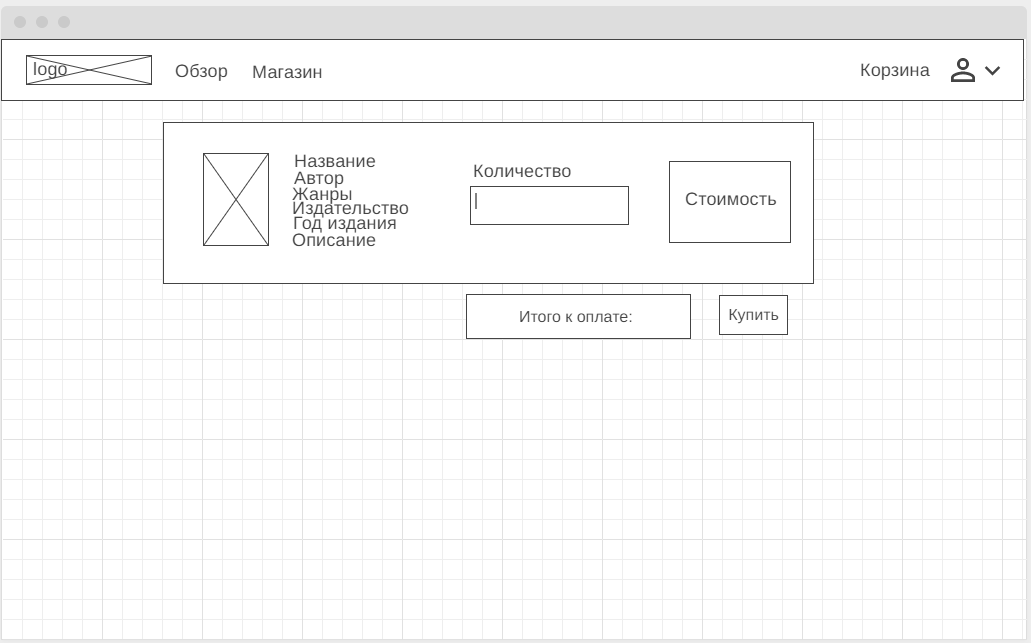 logo
Обзор
Магазин
Корзина
Название
Автор
Жанры
Издательство
Год издания
Описание
Количество
Стоимость
Итого к оплате:
Купить